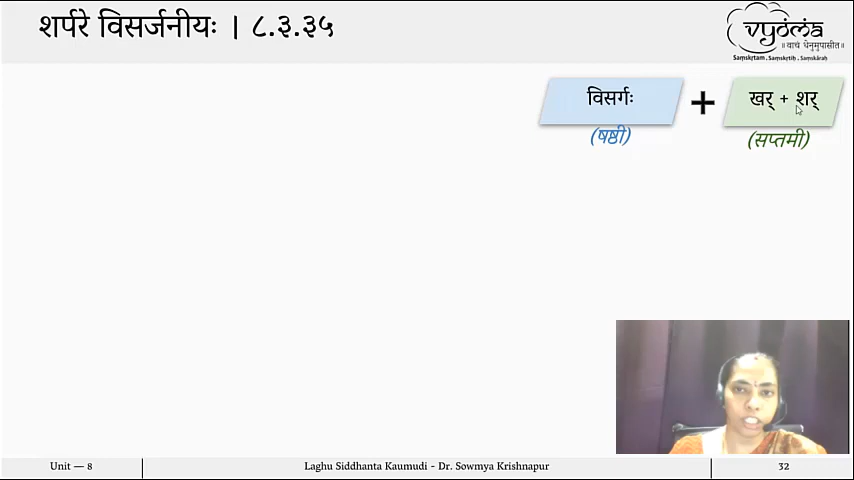 शर्परे विसर्जनीयः । ८.३.३५
vyoma
॥ वाचं धेनुमुपासीत॥
Saṃskṛtam, Saṃskṛtiḥ, Saṃskāraḥ
विसर्गः + खर् + शर्
(षष्ठी) (सप्तमी)
Unit — 8 Laghu Siddhanta Kaumudi - Dr. Sowmya Krishnapur 32